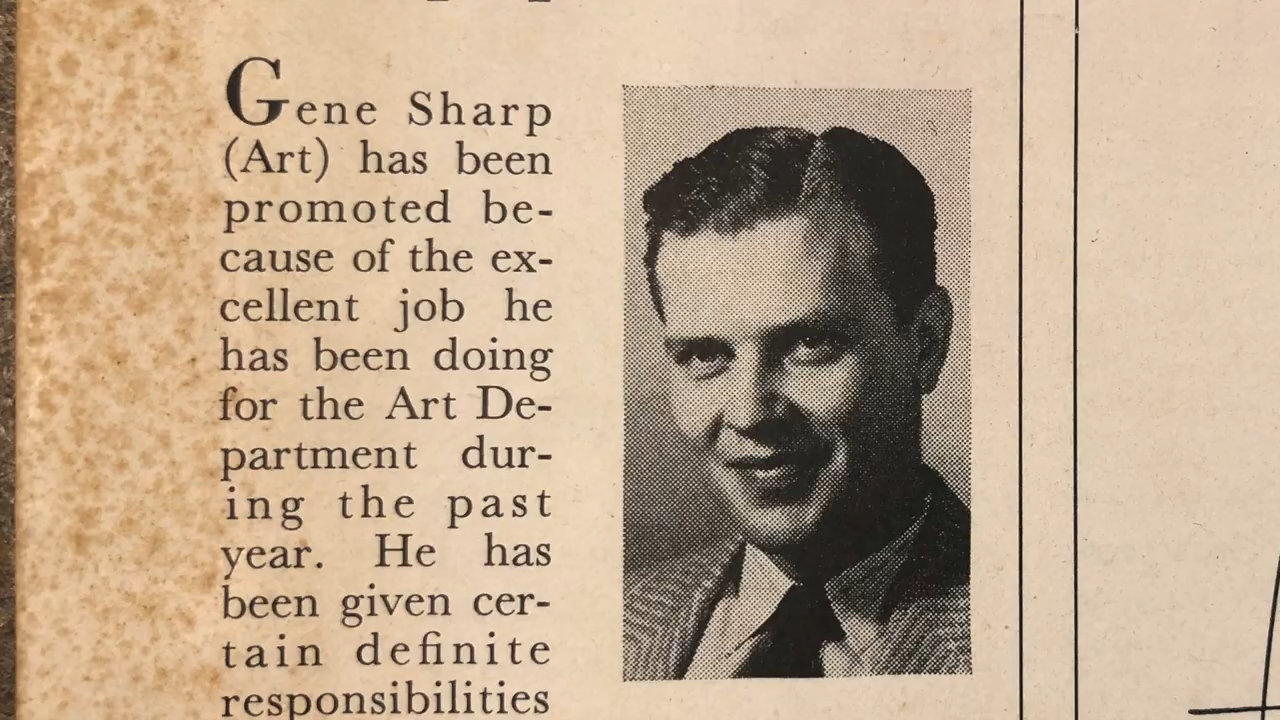 Gene Sharp
(Art) has been
promoted be-
cause of the ex-
cellent job he
has been doing
for the Art De-
partment dur-
ing the past
year. He has
been given cer-
tain definite
responsibilities